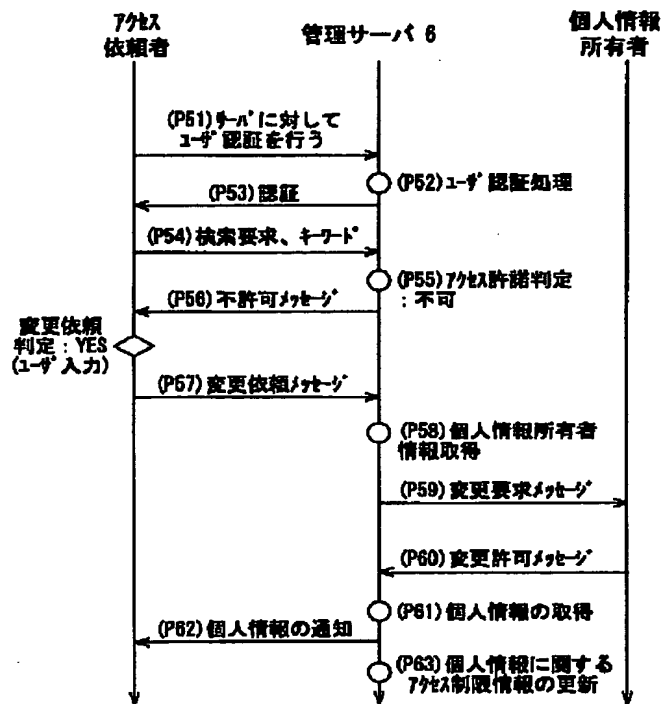 アクセス
依頼者
管理サーバ 6
個人情報
所有者
(P51)サーバに対して
ユーザ認証を行う
(P52)ユーザ認証処理
(P53)認証
(P54)検索要求、キーワード
(P55)アクセス許諾判定
:不可
(P56)不許可メッセージ
変更依頼
判定:YES
(ユーザ入力)
(P57)変更依頼メッセージ
(P58)個人情報所有者
情報取得
(P59)変更要求メッセージ
(P60)変更許可メッセージ
(P61)個人情報の取得
(P62)個人情報の通知
(P63)個人情報に関する
アクセス制限情報の更新